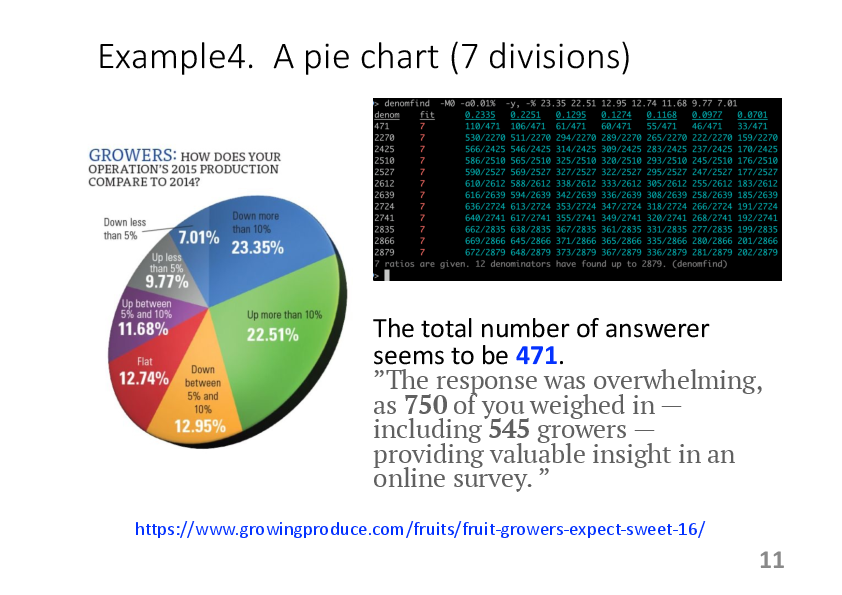 Example4. A pie chart (7 divisions)
GROWERS: HOW DOES YOUR
OPERATION'S 2015 PRODUCTION
COMPARE TO 2014?
Down less
than 5%
7.01%
Down more
than 10%
23.35%
Up less
than 5%
9.77%
Up between
5% and 10%
11.68%
Up more than 10%
22.51%
Flat
12.74%
Down
between
5% and
10%
12.95%
> denomfind -M0 -a0.01% -y, -% 23.35 22.51 12.95 12.74 11.68 9.77 7.01
denom fit 0.2335 0.2251 0.1295 0.1274 0.1168 0.0977 0.0701
471 7 110/471 106/471 61/471 60/471 55/471 46/471 33/471
2270 7 530/2270 511/2270 294/2270 289/2270 265/2270 222/2270 159/2270
2425 7 566/2425 546/2425 314/2425 309/2425 283/2425 237/2425 170/2425
2510 7 586/2510 565/2510 325/2510 320/2510 293/2510 245/2510 176/2510
2527 7 590/2527 569/2527 327/2527 322/2527 295/2527 247/2527 177/2527
2612 7 610/2612 588/2612 338/2612 333/2612 305/2612 255/2612 183/2612
2639 7 616/2639 594/2639 342/2639 336/2639 308/2639 258/2639 185/2639
2724 7 636/2724 613/2724 353/2724 347/2724 318/2724 266/2724 191/2724
2741 7 640/2741 617/2741 355/2741 349/2741 320/2741 268/2741 192/2741
2835 7 662/2835 638/2835 367/2835 361/2835 331/2835 277/2835 199/2835
2866 7 669/2866 645/2866 371/2866 365/2866 335/2866 280/2866 201/2866
2879 7 672/2879 648/2879 373/2879 367/2879 336/2879 281/2879 202/2879
7 ratios are given. 12 denominators have found up to 2879. (denomfind)
>
The total number of answerer
seems to be 471.
”The response was overwhelming,
as 750 of you weighed in —
including 545 growers —
providing valuable insight in an
online survey. ”
https://www.growingproduce.com/fruits/fruit-growers-expect-sweet-16/
11